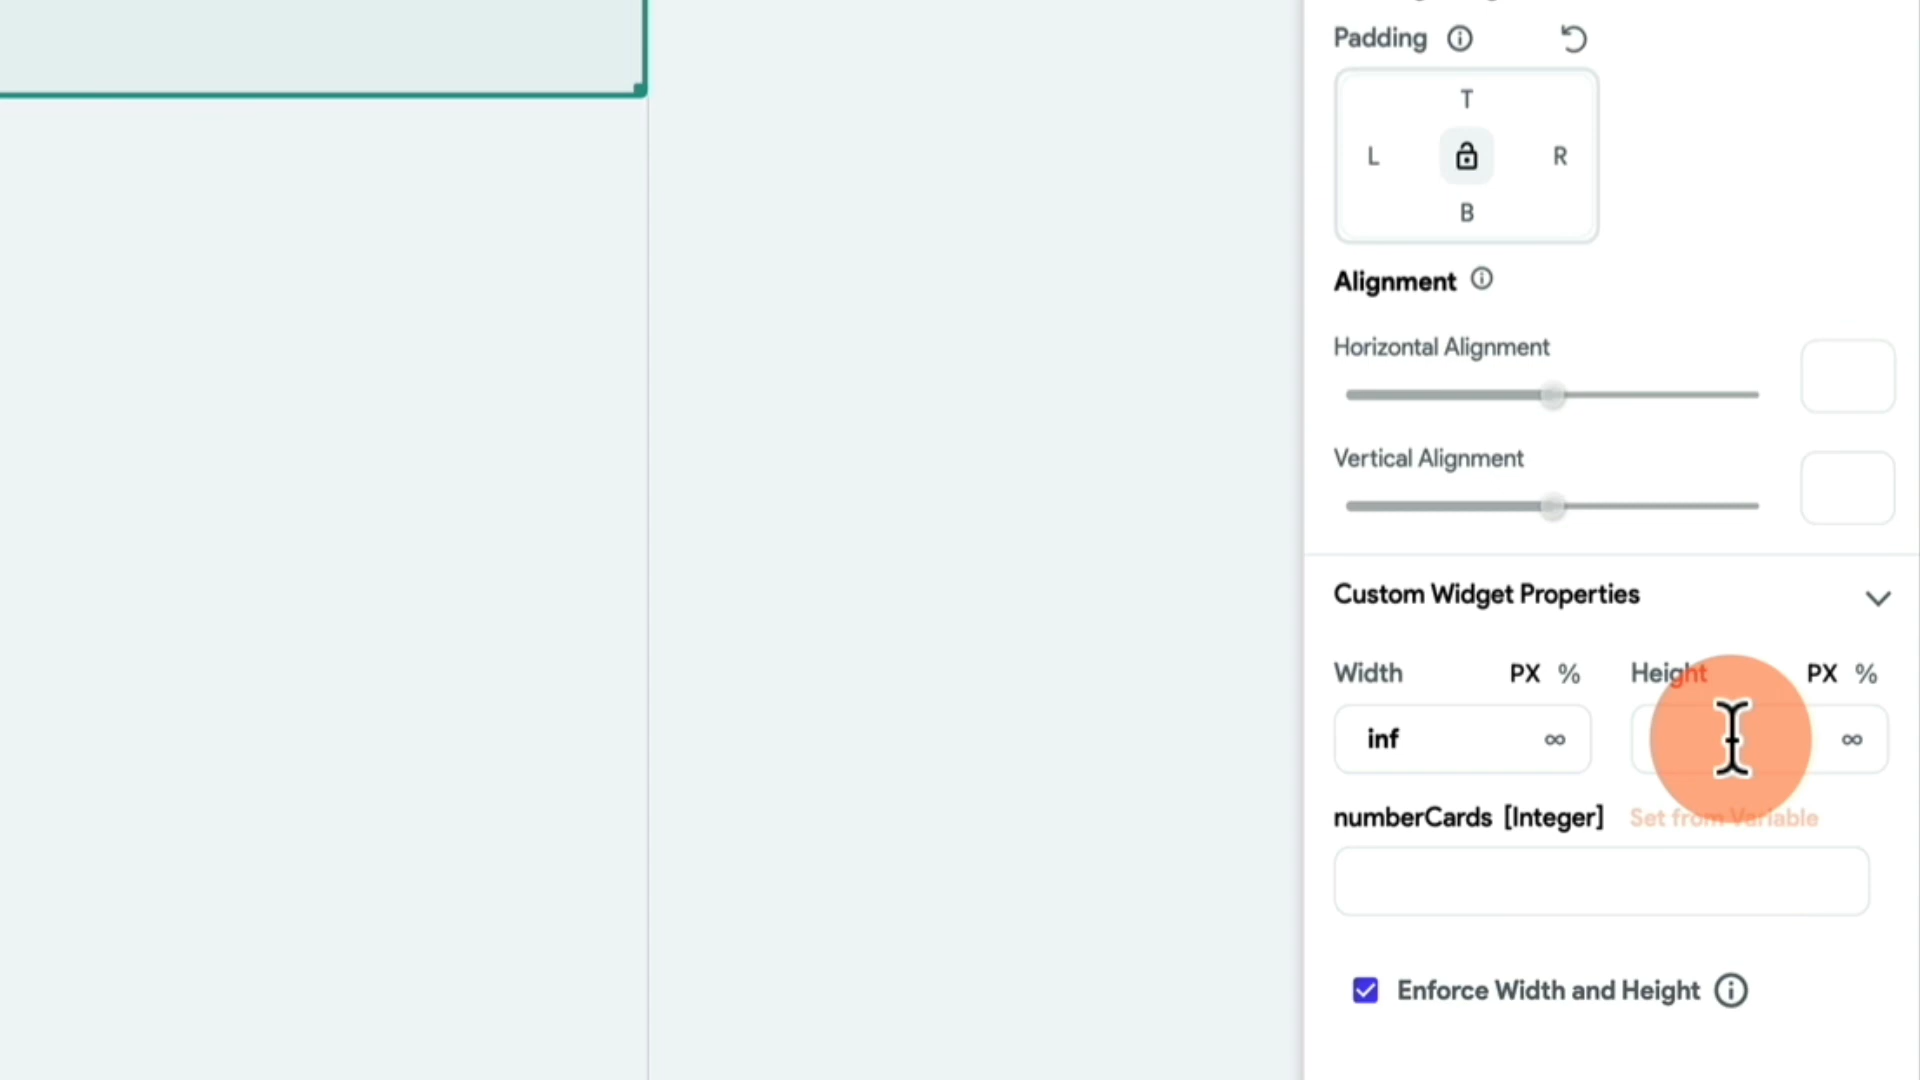 Padding
T
L R
B
Alignment
Horizontal Alignment
Vertical Alignment
Custom Widget Properties
Width PX % Height PX %
inf ∞ ∞
numberCards [Integer] Set from Variable
Enforce Width and Height